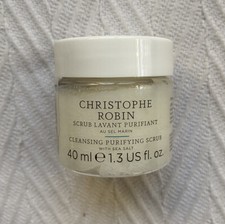 CHRISTOPHE
ROBIN
SCRUB LAVANT PURIFIANT
AU SEL MARIN
CLEANSING PURIFYING SCRUB
WITH SEA SALT
40 ml ℮ 1.3 US fl. oz.